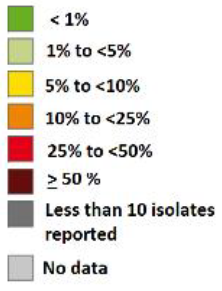 < 1%
1% to <5%
5% to <10%
10% to <25%
25% to <50%
≥ 50 %
Less than 10 isolates
reported
No data